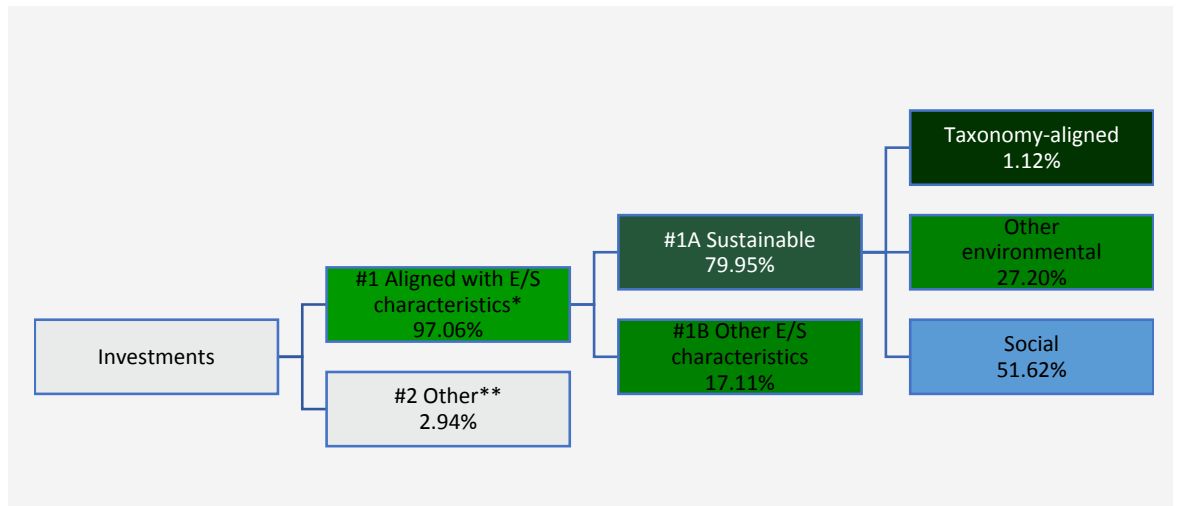 Investments
#1 Aligned with E/S
characteristics*
97.06%
#2 Other**
2.94%
#1A Sustainable
79.95%
#1B Other E/S
characteristics
17.11%
Taxonomy-aligned
1.12%
Other
environmental
27.20%
Social
51.62%